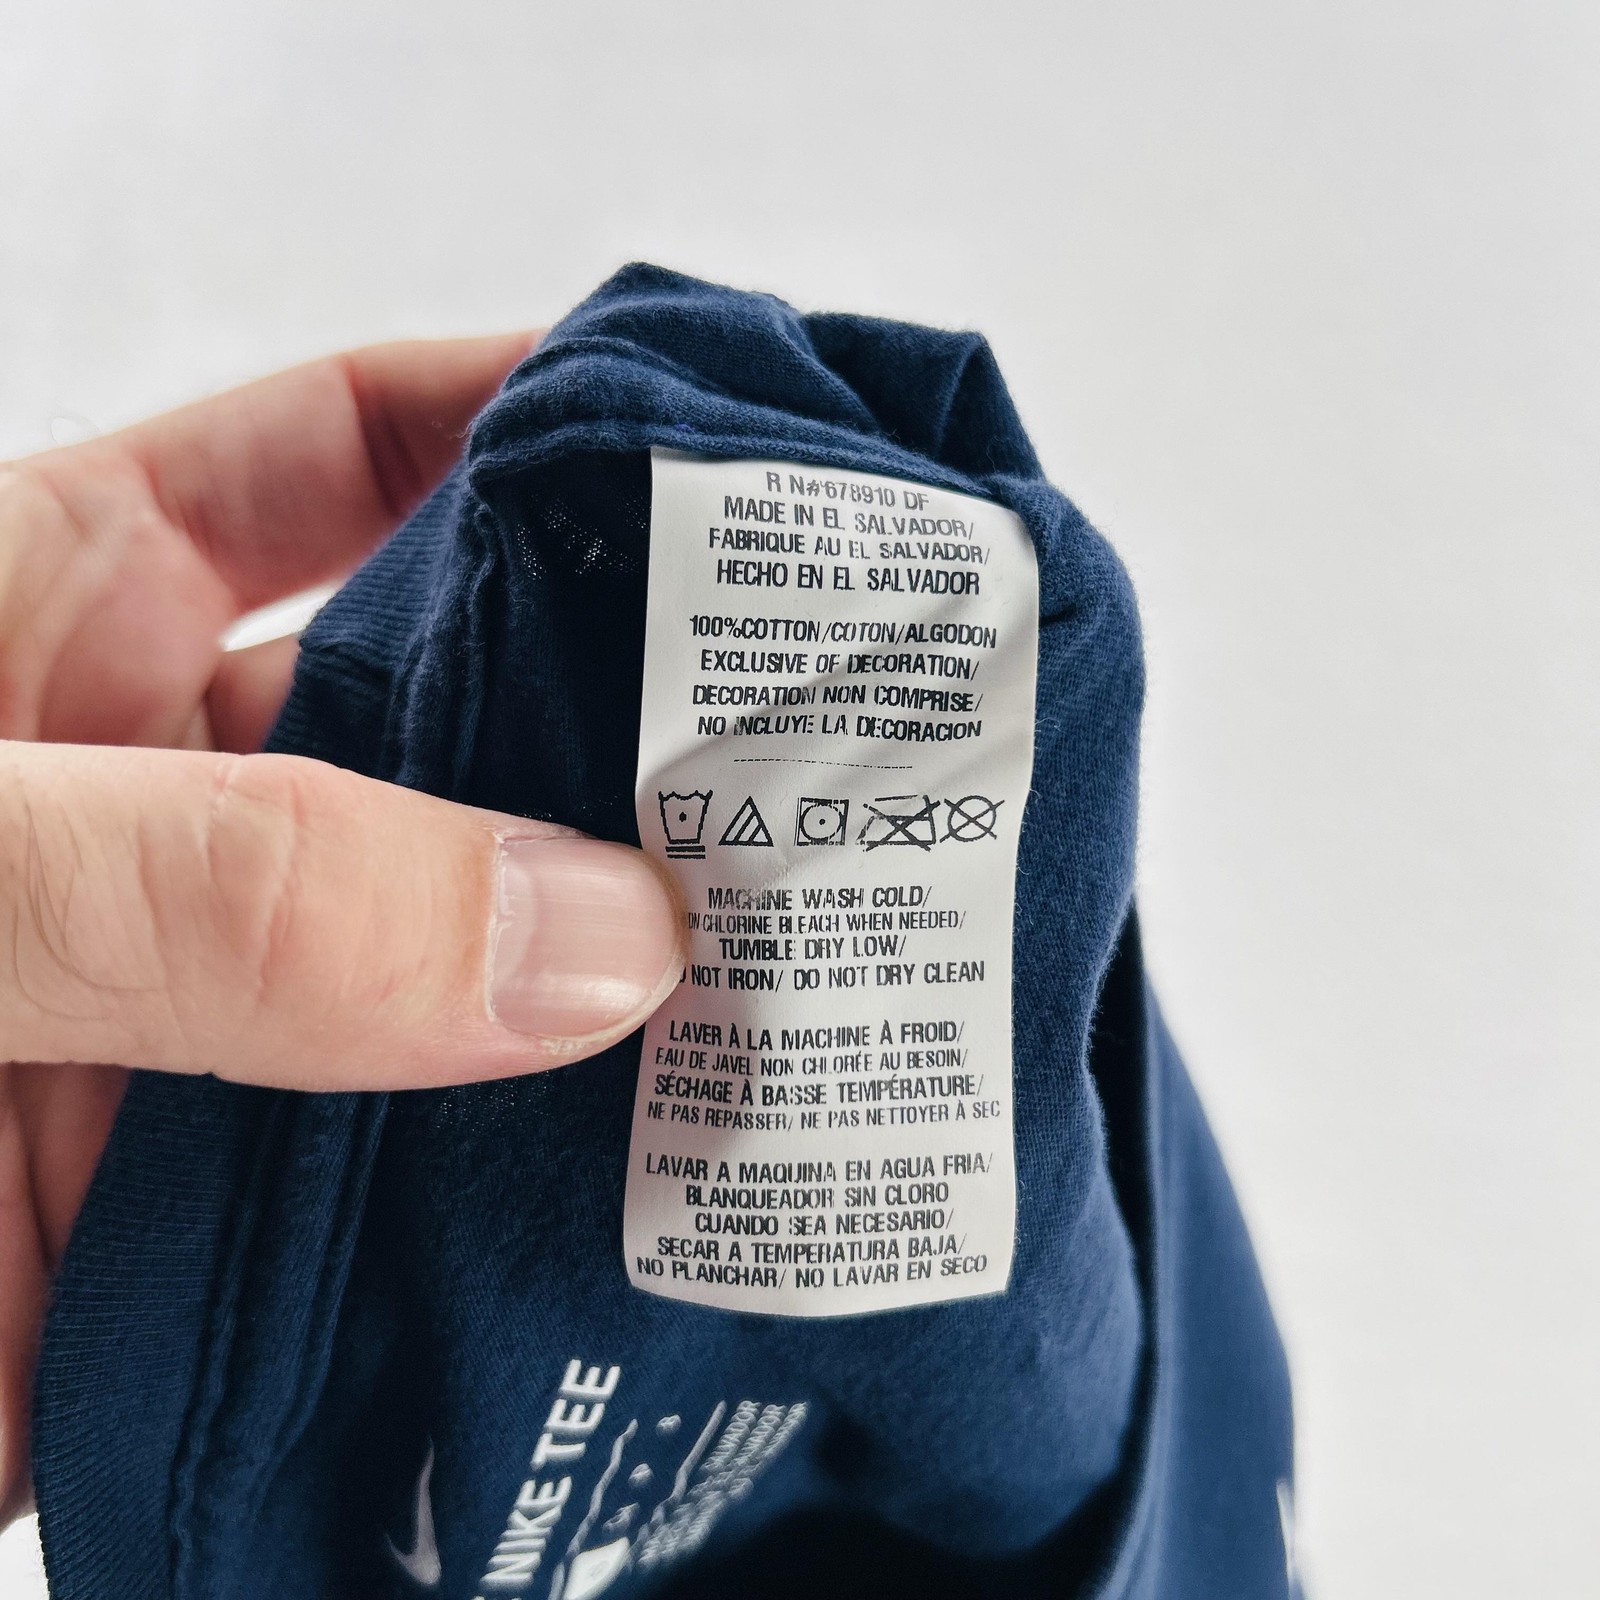 R N#678910 DF
MADE IN EL SALVADOR/
FABRIQUE AU EL SALVADOR/
HECHO EN EL SALVADOR
100%COTTON/COTON/ALGODON
EXCLUSIVE OF DECORATION/
DECORATION NON COMPRISE/
NO INCLUYE LA DECORACION
MACHINE WASH COLD/
CHLORINE BLEACH WHEN NEEDED/
TUMBLE DRY LOW/
NOT IRON/ DO NOT DRY CLEAN
LAVER À LA MACHINE À FROID/
EAU DE JAVEL NON CHLORÉE AU BESOIN/
SÉCHAGE À BASSE TEMPÉRATURE/
NE PAS REPASSER/ NE PAS NETTOYER À SEC
LAVAR A MAQUINA EN AGUA FRIA/
BLANQUEADOR SIN CLORO
CUANDO SEA NECESARIO/
SECAR A TEMPERATURA BAJA/
NO PLANCHAR/ NO LAVAR EN SECO
NIKE TEE